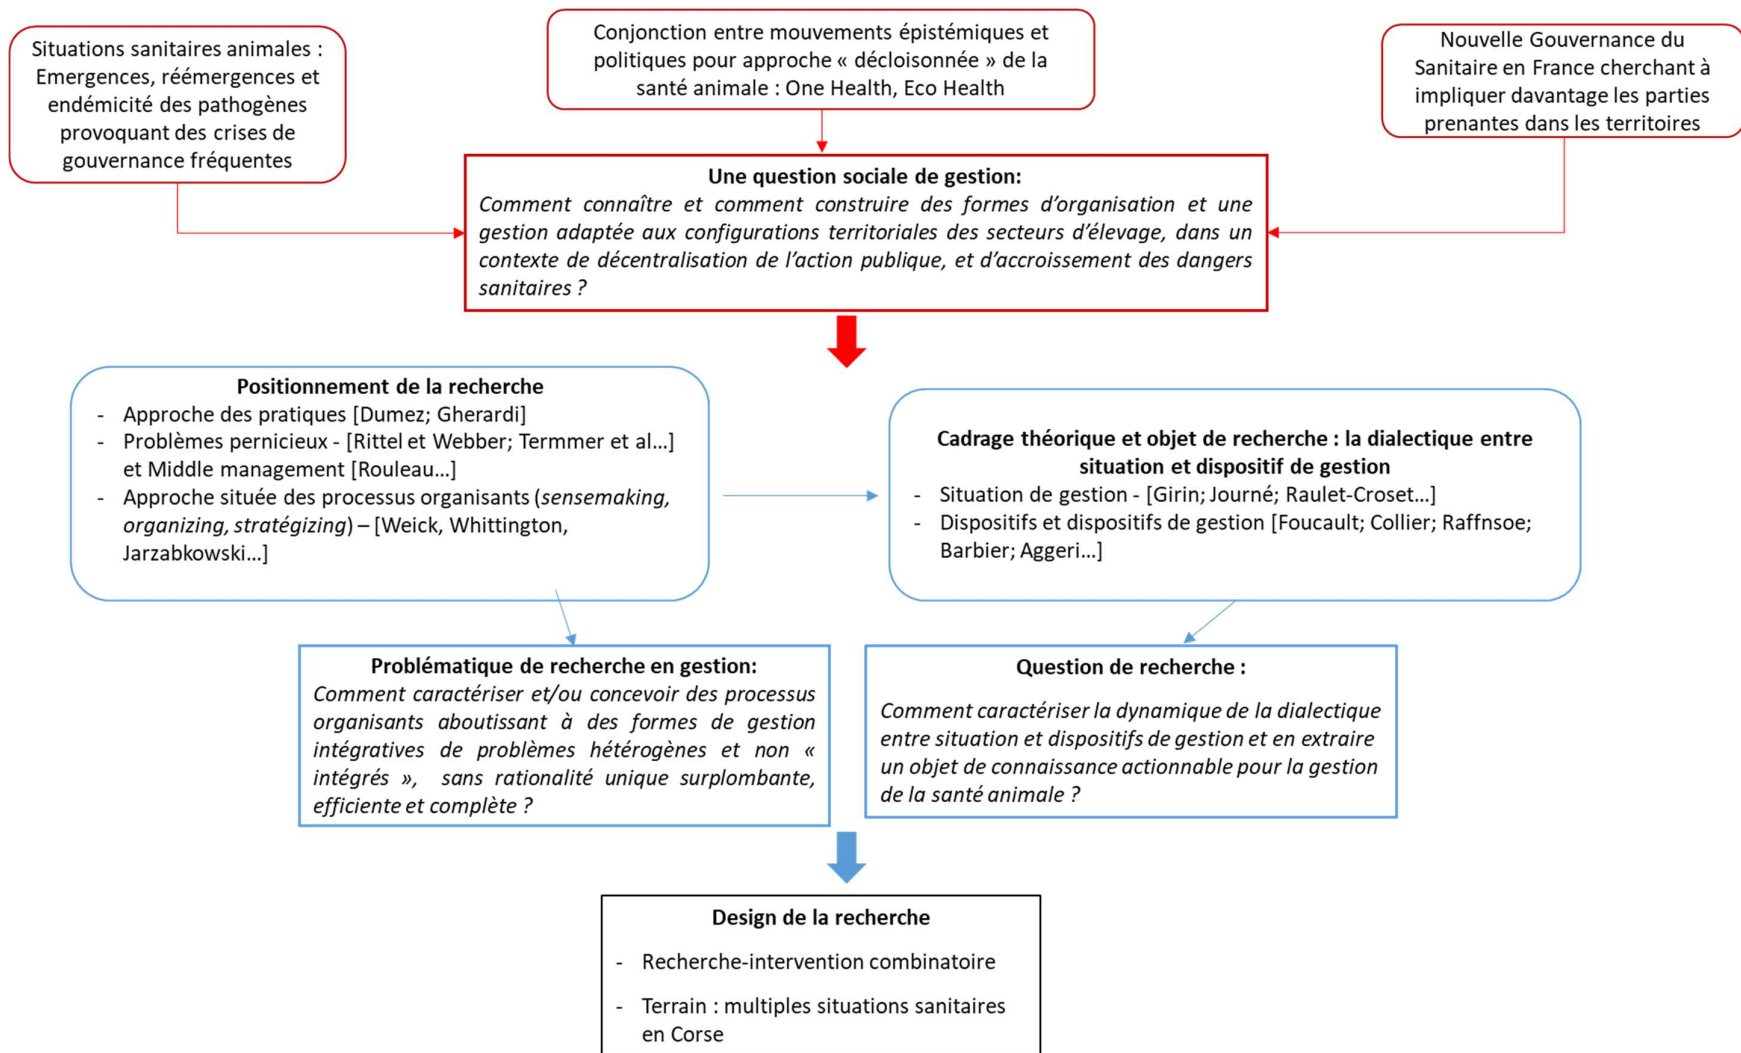 Situations sanitaires animales :
Emergences, réémergences et
endémicité des pathogènes
provoquant des crises de
gouvernance fréquentes
Conjonction entre mouvements épistémiques et
politiques pour approche « décloisonnée » de la
santé animale : One Health, Eco Health
Nouvelle Gouvernance du
Sanitaire en France cherchant à
impliquer davantage les parties
prenantes dans les territoires
Une question sociale de gestion:
Comment connaître et comment construire des formes d'organisation et une
gestion adaptée aux configurations territoriales des secteurs d'élevage, dans un
contexte de décentralisation de l'action publique, et d'accroissement des dangers
sanitaires ?
Positionnement de la recherche
- Approche des pratiques [Dumez; Gherardi]
- Problèmes pernicieux - [Rittel et Webber; Termmer et al…]
et Middle management [Rouleau…]
- Approche située des processus organisants (sensemaking,
organizing, stratégizing) – [Weick, Whittington,
Jarzabkowski…]
Cadrage théorique et objet de recherche : la dialectique entre
situation et dispositif de gestion
- Situation de gestion - [Girin; Journé; Raulet-Croset…]
- Dispositifs et dispositifs de gestion [Foucault; Collier; Raffnsoe;
Barbier; Aggeri…]
Problématique de recherche en gestion:
Comment caractériser et/ou concevoir des processus
organisants aboutissant à des formes de gestion
intégratives de problèmes hétérogènes et non «
intégrés », sans rationalité unique surplombante,
efficiente et complète ?
Question de recherche :
Comment caractériser la dynamique de la dialectique
entre situation et dispositifs de gestion et en extraire
un objet de connaissance actionnable pour la gestion
de la santé animale ?
Design de la recherche
- Recherche-intervention combinatoire
- Terrain : multiples situations sanitaires
en Corse